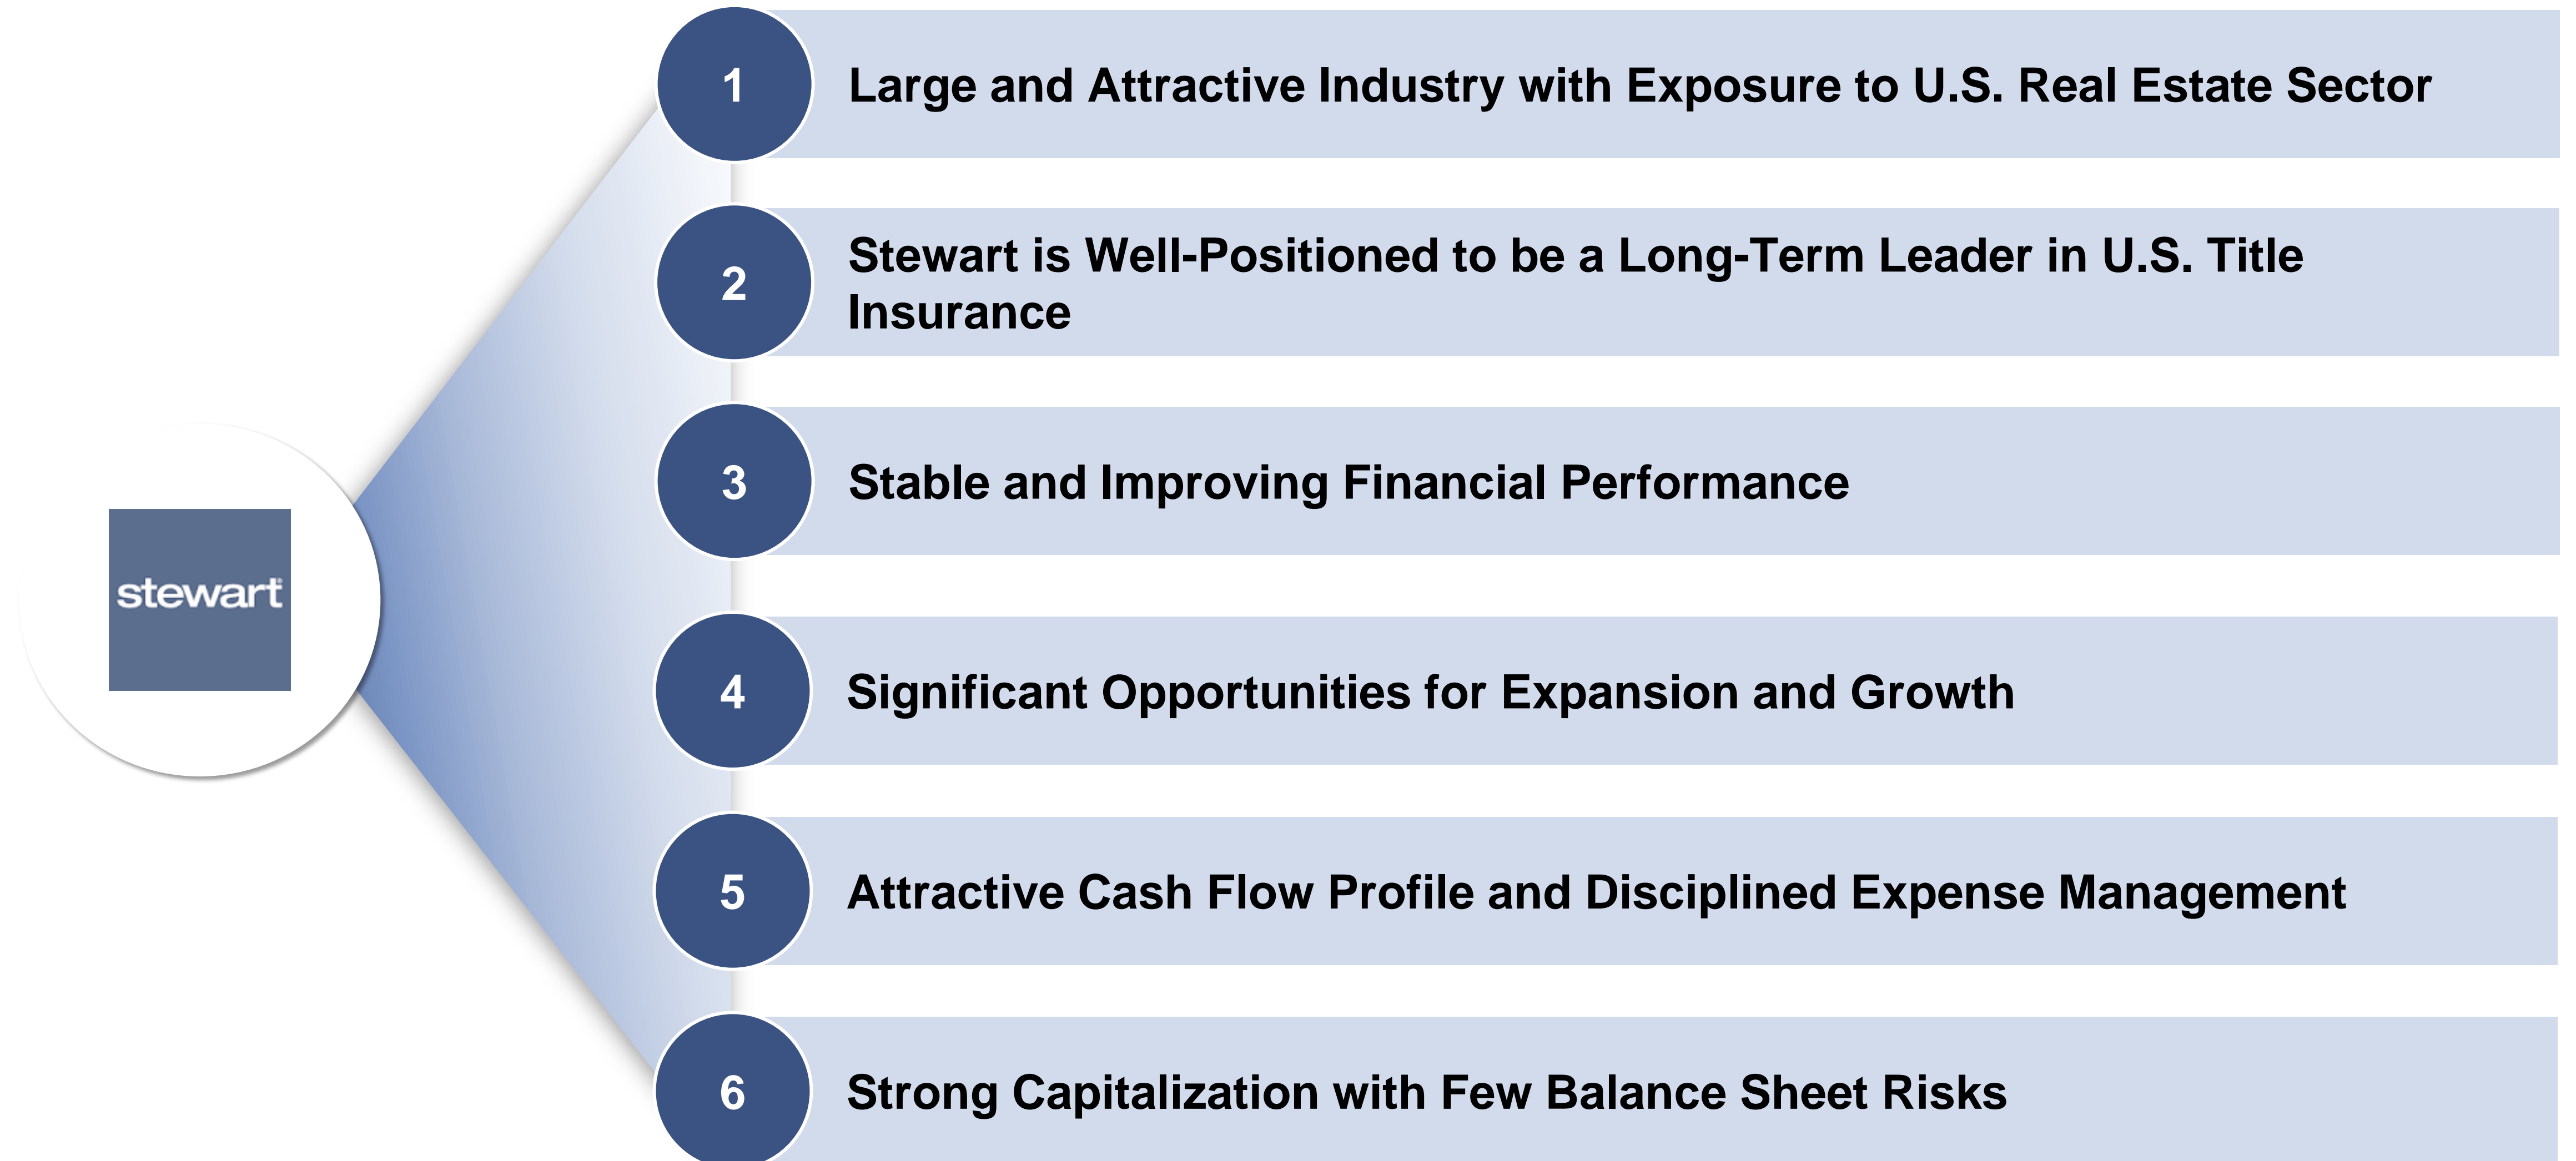 1
Large and Attractive Industry with Exposure to U.S. Real Estate Sector
2
Stewart is Well-Positioned to be a Long-Term Leader in U.S. Title
Insurance
3
Stable and Improving Financial Performance
stewart
4
Significant Opportunities for Expansion and Growth
5
Attractive Cash Flow Profile and Disciplined Expense Management
6
Strong Capitalization with Few Balance Sheet Risks